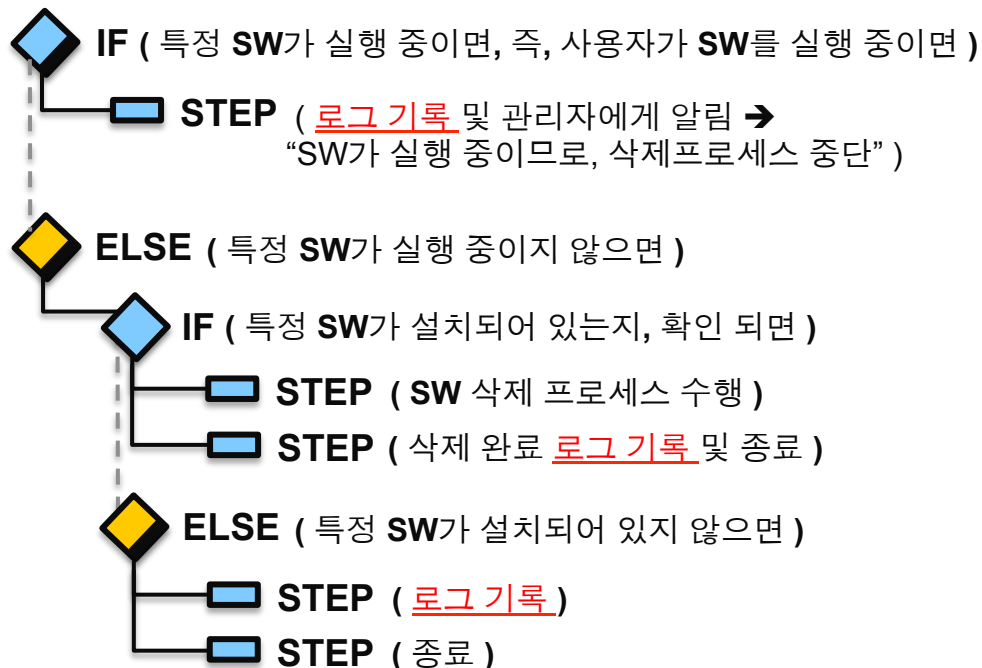 IF ( 특정 SW가 실행 중이면, 즉, 사용자가 SW를 실행 중이면 )
STEP ( 로그 기록 및 관리자에게 알림 ➔
“SW가 실행 중이므로, 삭제프로세스 중단” )
ELSE ( 특정 SW가 실행 중이지 않으면 )
IF ( 특정 SW가 설치되어 있는지, 확인 되면 )
STEP ( SW 삭제 프로세스 수행 )
STEP ( 삭제 완료 로그 기록 및 종료 )
ELSE ( 특정 SW가 설치되어 있지 않으면 )
STEP ( 로그 기록 )
STEP ( 종료 )